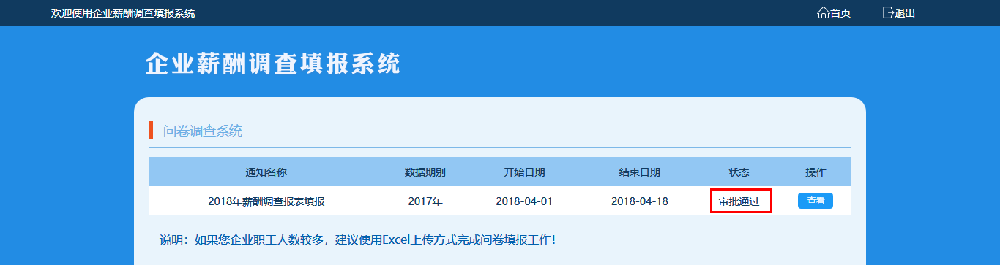 欢迎使用企业薪酬调查填报系统 首页 退出
企业薪酬调查填报系统
问卷调查系统
通知名称 数据期别 开始日期 结束日期 状态 操作
2018年薪酬调查报表填报 2017年 2018-04-01 2018-04-18 审批通过 查看
说明：如果您企业职工人数较多，建议使用Excel上传方式完成问卷填报工作！